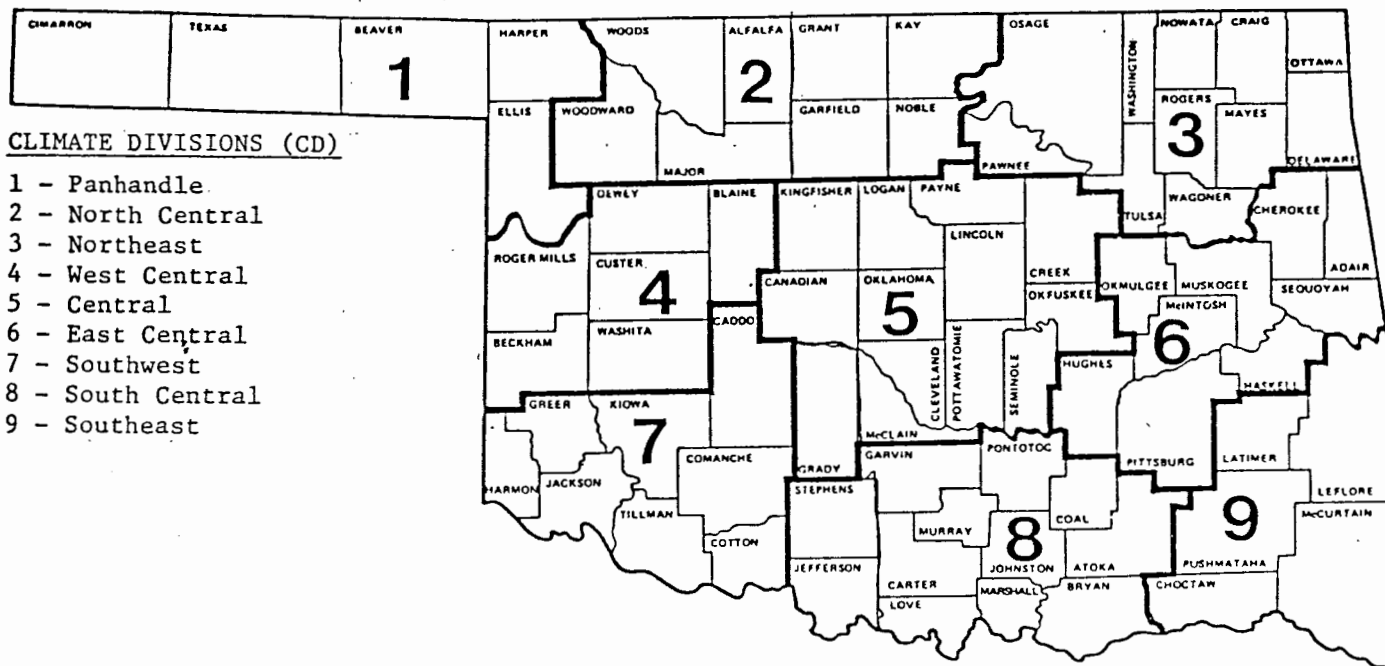 CIMARRON
TEXAS
BEAVER
HARPER
WOODS
ALFALFA
GRANT
KAY
OSAGE
WASHINGTON
NOWATA
CRAIG
OTTAWA
1
2
3
ELLIS
WOODWARD
MAJOR
GARFIELD
NOBLE
PAWNEE
ROGERS
MAYES
DELAWARE
CLIMATE DIVISIONS (CD)
1 - Panhandle
2 - North Central
3 - Northeast
4 - West Central
5 - Central
6 - East Central
7 - Southwest
8 - South Central
9 - Southeast
DEWEY
BLAINE
KINGFISHER
LOGAN
PAYNE
LINCOLN
CREEK
TULSA
WAGONER
CHEROKEE
ADAIR
ROGER MILLS
CUSTER
4
CANADIAN
OKLAHOMA
5
OKFUSKEE
OKMULGEE
MUSKOGEE
SEQUOYAH
McINTOSH
6
BECKHAM
WASHITA
CADDO
CLEVELAND
POTTAWATOMIE
SEMINOLE
HUGHES
HASKELL
GREER
KIOWA
7
McCLAIN
GARVIN
PONTOTOC
PITTSBURG
LATIMER
LEFLORE
HARMON
JACKSON
COMANCHE
GRADY
STEPHENS
TILLMAN
COTTON
MURRAY
8
COAL
9
McCURTAIN
JEFFERSON
CARTER
JOHNSTON
ATOKA
PUSHMATAHA
LOVE
MARSHALL
BRYAN
CHOCTAW